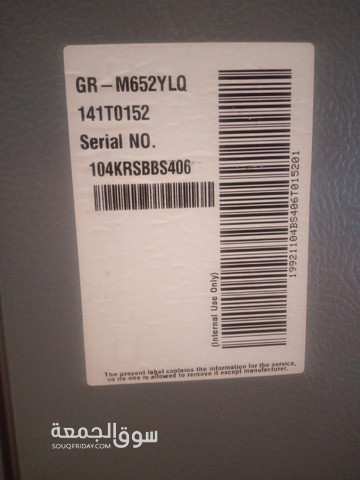 GR-M652YLQ
141T0152
Serial NO.
104KRSBBS406
19921104BS406T015201
(Internal Use Only)
The present label contains the information for the service,
so no one is allowed to remove it except manufacturer.
سوق الجمعة
SOUQFRIDAY.COM